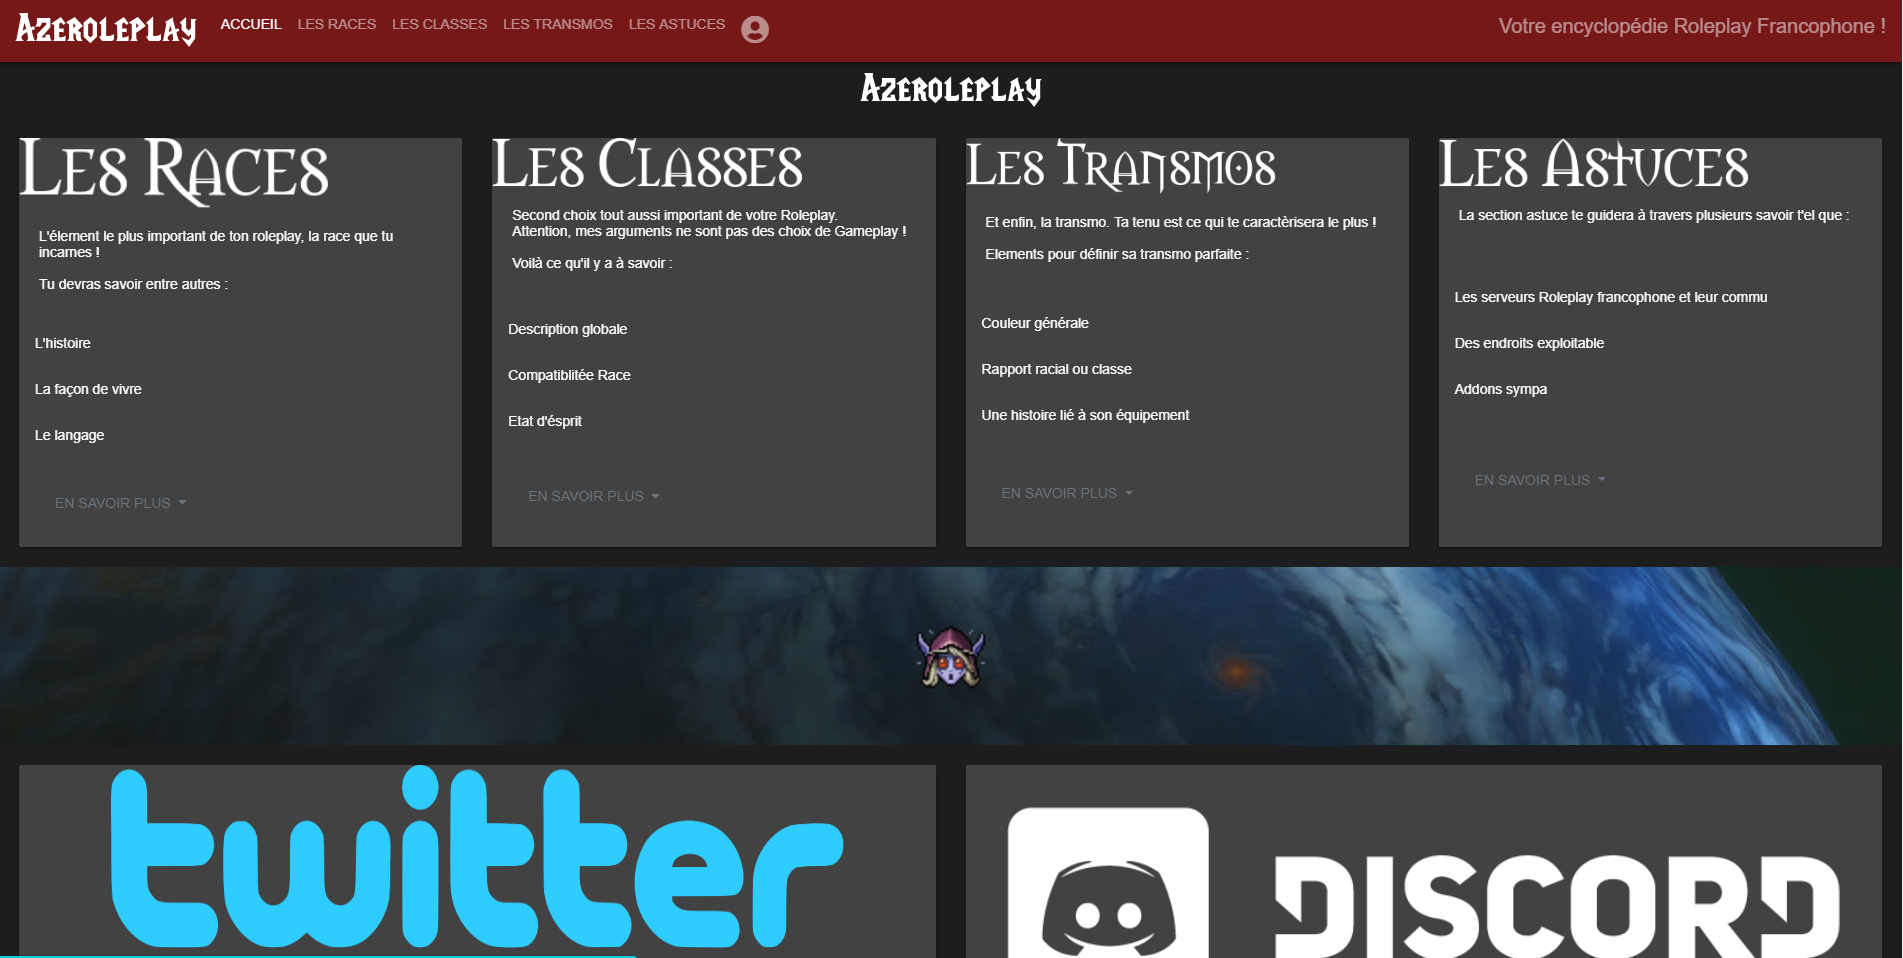 Azeroleplay
ACCUEIL LES RACES LES CLASSES LES TRANSMOS LES ASTUCES
Votre encyclopédie Roleplay Francophone !
Azeroleplay
Les Races
L'élement le plus important de ton roleplay, la race que tu
incarnes !
Tu devras savoir entre autres :
L'histoire
La façon de vivre
Le langage
EN SAVOIR PLUS
Les Classes
Second choix tout aussi important de votre Roleplay.
Attention, mes arguments ne sont pas des choix de Gameplay !
Voilà ce qu'il y a à savoir :
Description globale
Compatiblitée Race
Etat d'ésprit
EN SAVOIR PLUS
Les Transmos
Et enfin, la transmo. Ta tenu est ce qui te caractèrisera le plus !
Elements pour définir sa transmo parfaite :
Couleur générale
Rapport racial ou classe
Une histoire lié à son équipement
EN SAVOIR PLUS
Les Astuces
La section astuce te guidera à travers plusieurs savoir t'el que :
Les serveurs Roleplay francophone et leur commu
Des endroits exploitable
Addons sympa
EN SAVOIR PLUS
twitter
DISCORD